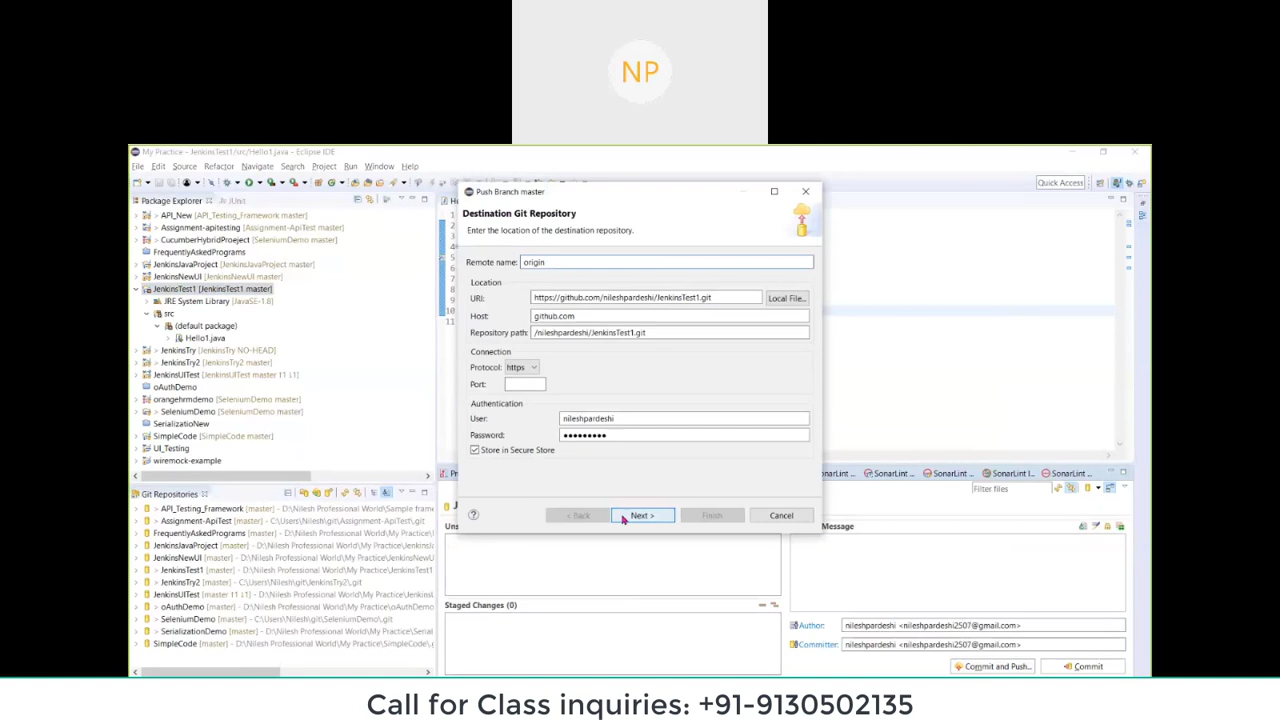 NP
My Practice - JenkinsTest1/src/Hello1.java - Eclipse IDE
File Edit Source Refactor Navigate Search Project Run Window Help
Quick Access
Package Explorer JUnit
> API_New [API_Testing_Framework master]
> Assignment-apitesting [Assignment-ApiTest master]
> CucumberHybridProeject [SeleniumDemo master]
FrequentlyAskedPrograms
JenkinsJavaProject [JenkinsJavaProject master]
JenkinsNewUI [JenkinsNewUI master]
JenkinsTest1 [JenkinsTest1 master]
JRE System Library [JavaSE-1.8]
src
(default package)
Hello1.java
JenkinsTry [JenkinsTry NO-HEAD]
JenkinsTry2 [JenkinsTry2 master]
JenkinsUITest [JenkinsUITest master ↑1 ↓1]
oAuthDemo
orangehrmdemo [SeleniumDemo master]
> SeleniumDemo [SeleniumDemo master]
SerializatioNew
SimpleCode [SimpleCode master]
UI_Testing
wiremock-example
Push Branch master
Destination Git Repository
Enter the location of the destination repository.
Remote name: origin
Location
URI: https://github.com/nileshpardeshi/JenkinsTest1.git Local File...
Host: github.com
Repository path: /nileshpardeshi/JenkinsTest1.git
Connection
Protocol: https
Port:
Authentication
User: nileshpardeshi
Password: •••••••••
Store in Secure Store
< Back Next > Finish Cancel
SonarLint ... SonarLint I... SonarLint ...
Filter files
Git Repositories
> API_Testing_Framework [master] - D:\Nilesh Professional World\Sample frame
> Assignment-ApiTest [master] - C:\Users\Nilesh\git\Assignment-ApiTest\.git
FrequentlyAskedPrograms [master] - D:\Nilesh Professional World\My Practice
JenkinsJavaProject [master] - D:\Nilesh Professional World\My Practice\Jenkin
JenkinsNewUI [master] - D:\Nilesh Professional World\My Practice\JenkinsNewU
> JenkinsTest1 [master] - D:\Nilesh Professional World\My Practice\JenkinsTest1
JenkinsTry2 [master] - C:\Users\Nilesh\git\JenkinsTry2\.git
JenkinsUITest [master ↑1 ↓1] - D:\Nilesh Professional World\My Practice\Jenkin
> oAuthDemo [master] - D:\Nilesh Professional World\My Practice\oAuthDemo
> SeleniumDemo [master] - C:\Users\Nilesh\git\SeleniumDemo\.git
> SerializationDemo [master] - D:\Nilesh Professional World\My Practice\Serial
SimpleCode [master] - D:\Nilesh Professional World\My Practice\SimpleCode\.
Message
Staged Changes (0)
Author: nileshpardeshi <nileshpardeshi2507@gmail.com>
Committer: nileshpardeshi <nileshpardeshi2507@gmail.com>
Commit and Push... Commit
Call for Class inquiries: +91-9130502135